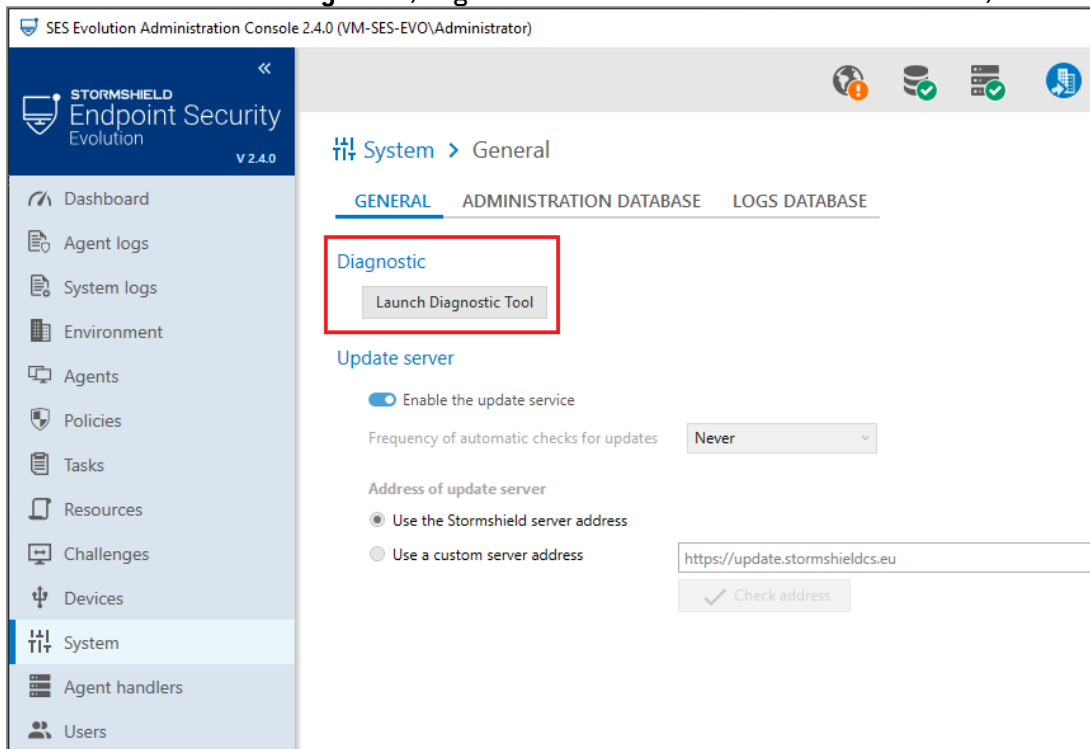 SES Evolution Administration Console 2.4.0 (VM-SES-EVO\Administrator)
«
STORMSHIELD
Endpoint Security
Evolution
V 2.4.0
Dashboard
Agent logs
System logs
Environment
Agents
Policies
Tasks
Resources
Challenges
Devices
System
Agent handlers
Users
System > General
GENERAL ADMINISTRATION DATABASE LOGS DATABASE
Diagnostic
Launch Diagnostic Tool
Update server
Enable the update service
Frequency of automatic checks for updates Never
Address of update server
Use the Stormshield server address
Use a custom server address https://update.stormshieldcs.eu
Check address